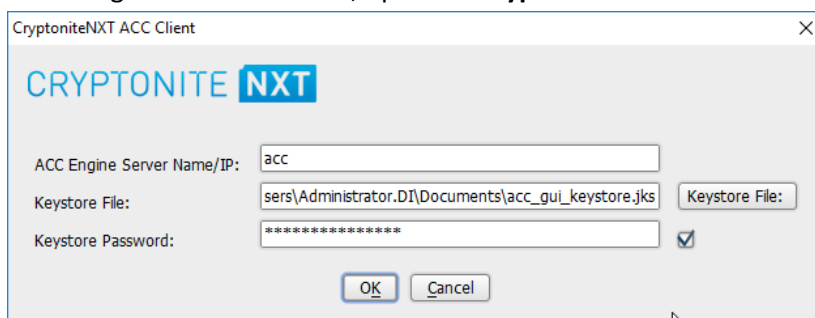 CryptoniteNXT ACC Client
CRYPTONITE NXT
ACC Engine Server Name/IP: acc
Keystore File: sers\Administrator.DI\Documents\acc_gui_keystore.jks Keystore File:
Keystore Password: ***************
OK Cancel